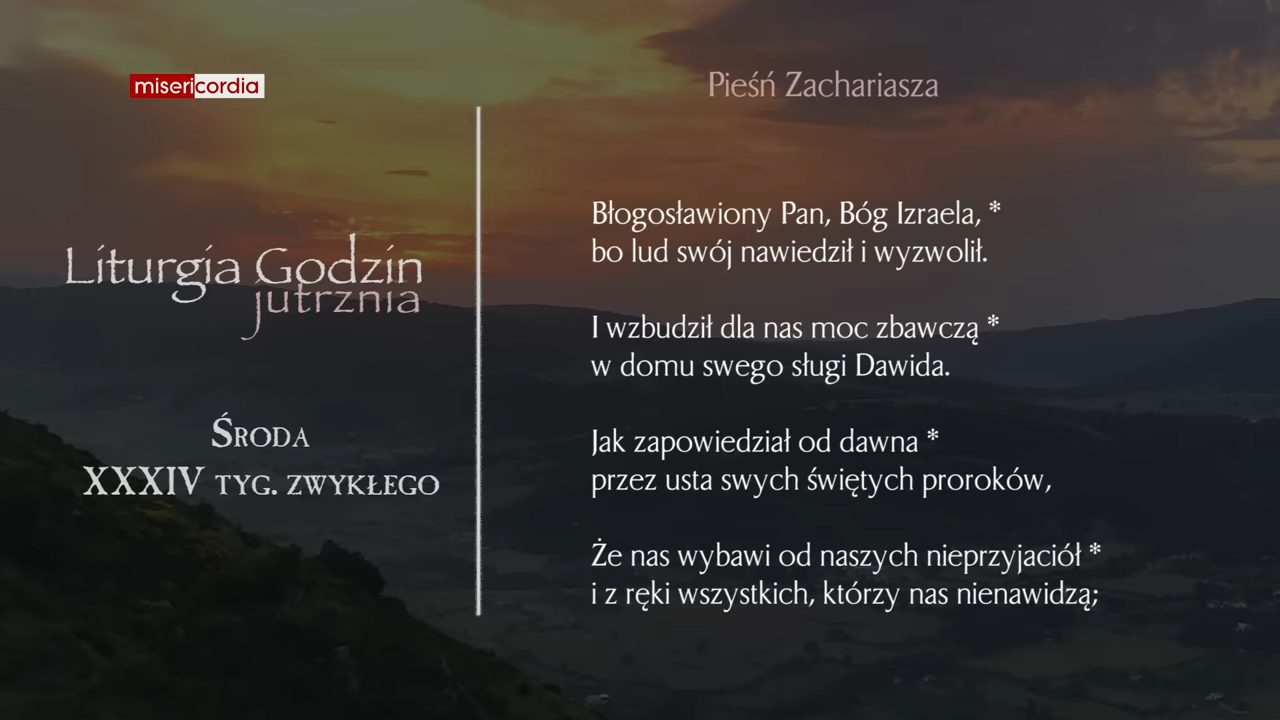 misericordia
Liturgia Godzin
jutrznia
Środa
XXXIV tyg. zwykłego
Pieśń Zachariasza
Błogosławiony Pan, Bóg Izraela, *
bo lud swój nawiedził i wyzwolił.
I wzbudził dla nas moc zbawczą *
w domu swego sługi Dawida.
Jak zapowiedział od dawna *
przez usta swych świętych proroków,
Że nas wybawi od naszych nieprzyjaciół *
i z ręki wszystkich, którzy nas nienawidzą;